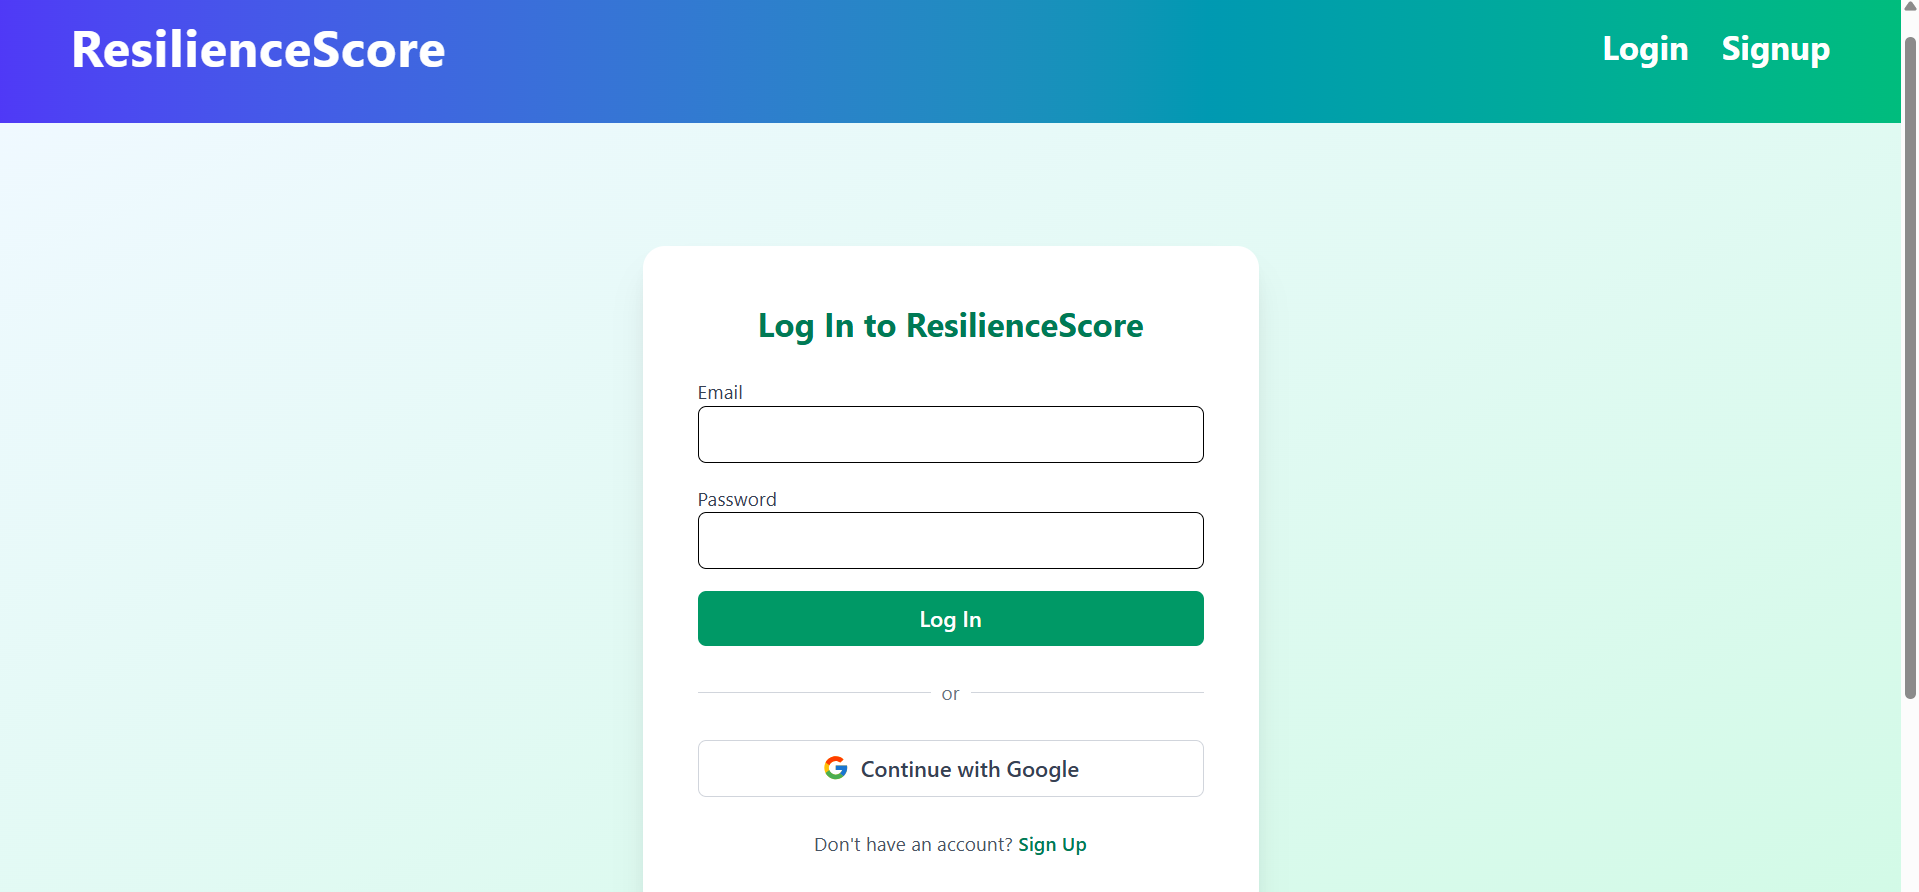 ResilienceScore
Login Signup
Log In to ResilienceScore
Email
Password
Log In
or
Continue with Google
Don't have an account? Sign Up